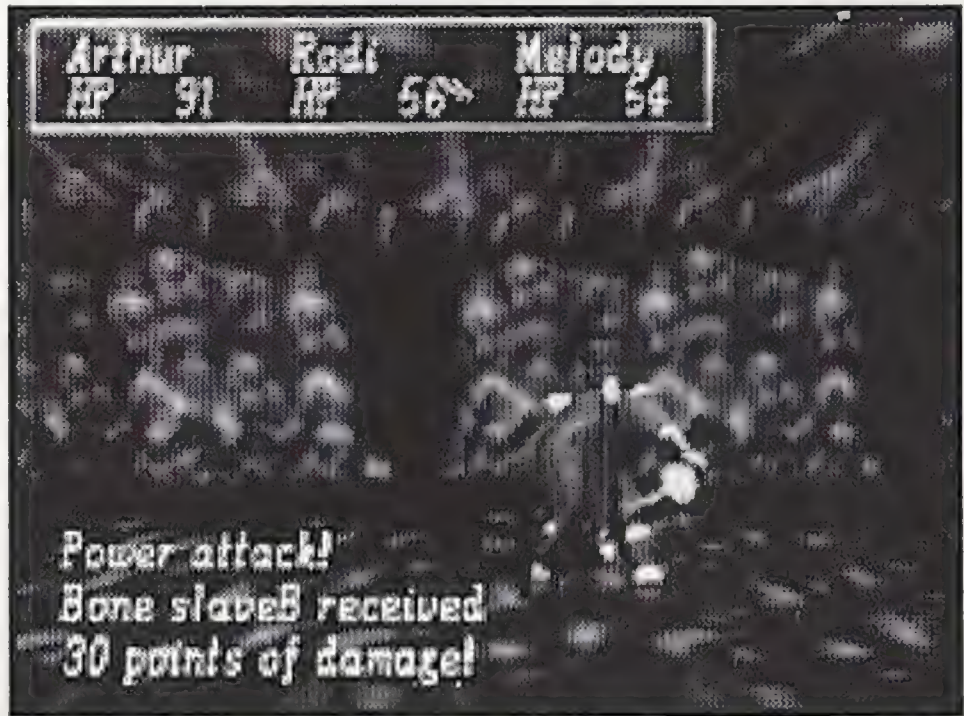 Arthur Rodi Melody
HP 91 HP 56 HP 64
Power attack!
Bone slaveB received
30 points of damage!